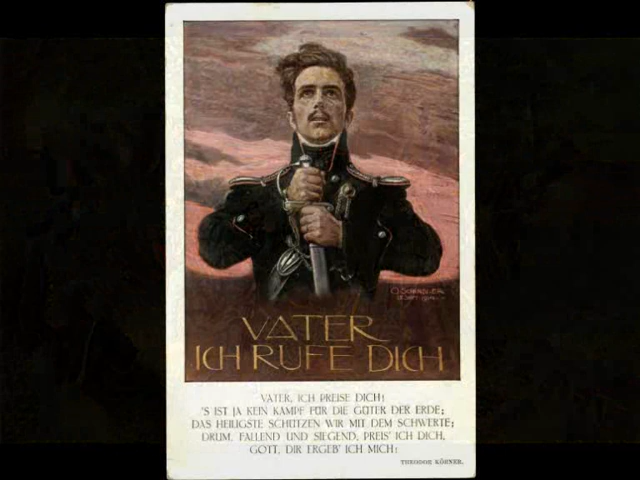 VATER
ICH RUFE DICH
VATER, ICH PREISE DICH!
'S IST JA KEIN KAMPF FÜR DIE GÜTER DER ERDE;
DAS HEILIGSTE SCHÜTZEN WIR MIT DEM SCHWERTE;
DRUM, FALLEND UND SIEGEND, PREIS' ICH DICH,
GOTT, DIR ERGEB' ICH MICH!
THEODOR KÖRNER.